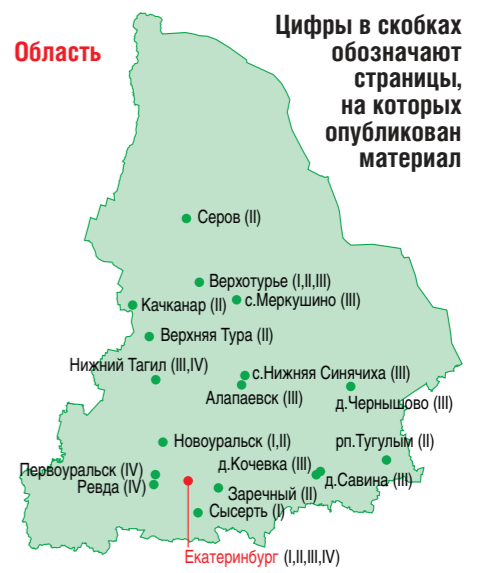 Область
Цифры в скобках
обозначают
страницы,
на которых
опубликован
материал
Серов (II)
Верхотурье (I,II,III)
с.Меркушино (III)
Качканар (II)
Верхняя Тура (II)
Нижний Тагил (III,IV)
с.Нижняя Синячиха (III)
Алапаевск (III)
д.Чернышово (III)
Новоуральск (I,II)
рп.Тугулым (II)
д.Кочевка (III)
Первоуральск (IV)
д.Савина (III)
Ревда (IV)
Заречный (II)
Сысерть (I)
Екатеринбург (I,II,III,IV)